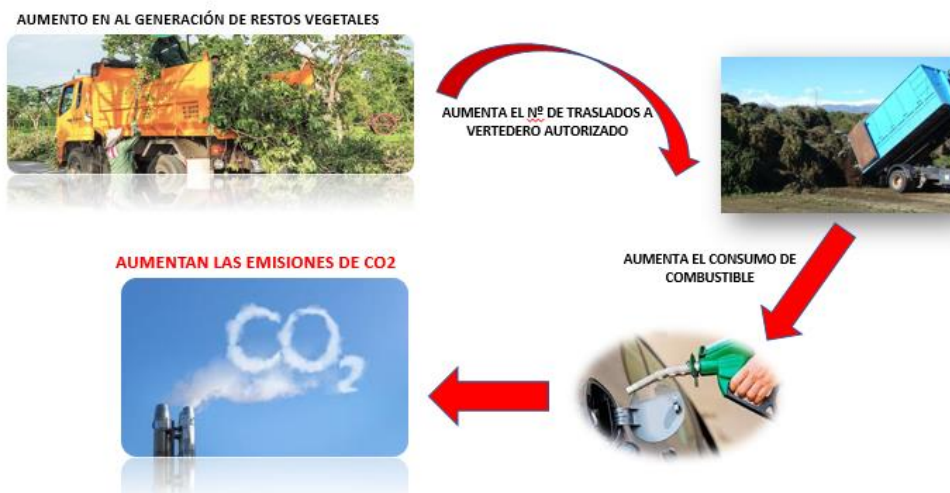 AUMENTO EN AL GENERACIÓN DE RESTOS VEGETALES
AUMENTA EL Nº DE TRASLADOS A
VERTEDERO AUTORIZADO
AUMENTA EL CONSUMO DE
COMBUSTIBLE
AUMENTAN LAS EMISIONES DE CO2
CO2